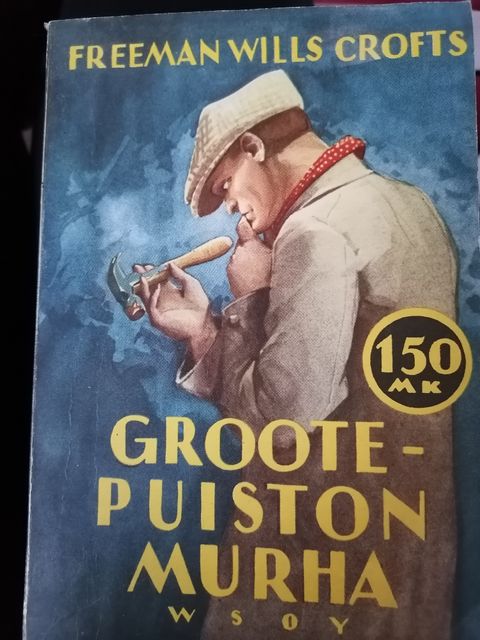 FREEMAN WILLS CROFTS
150
MK
GROOTE-
PUISTON
MURHA
WSOY